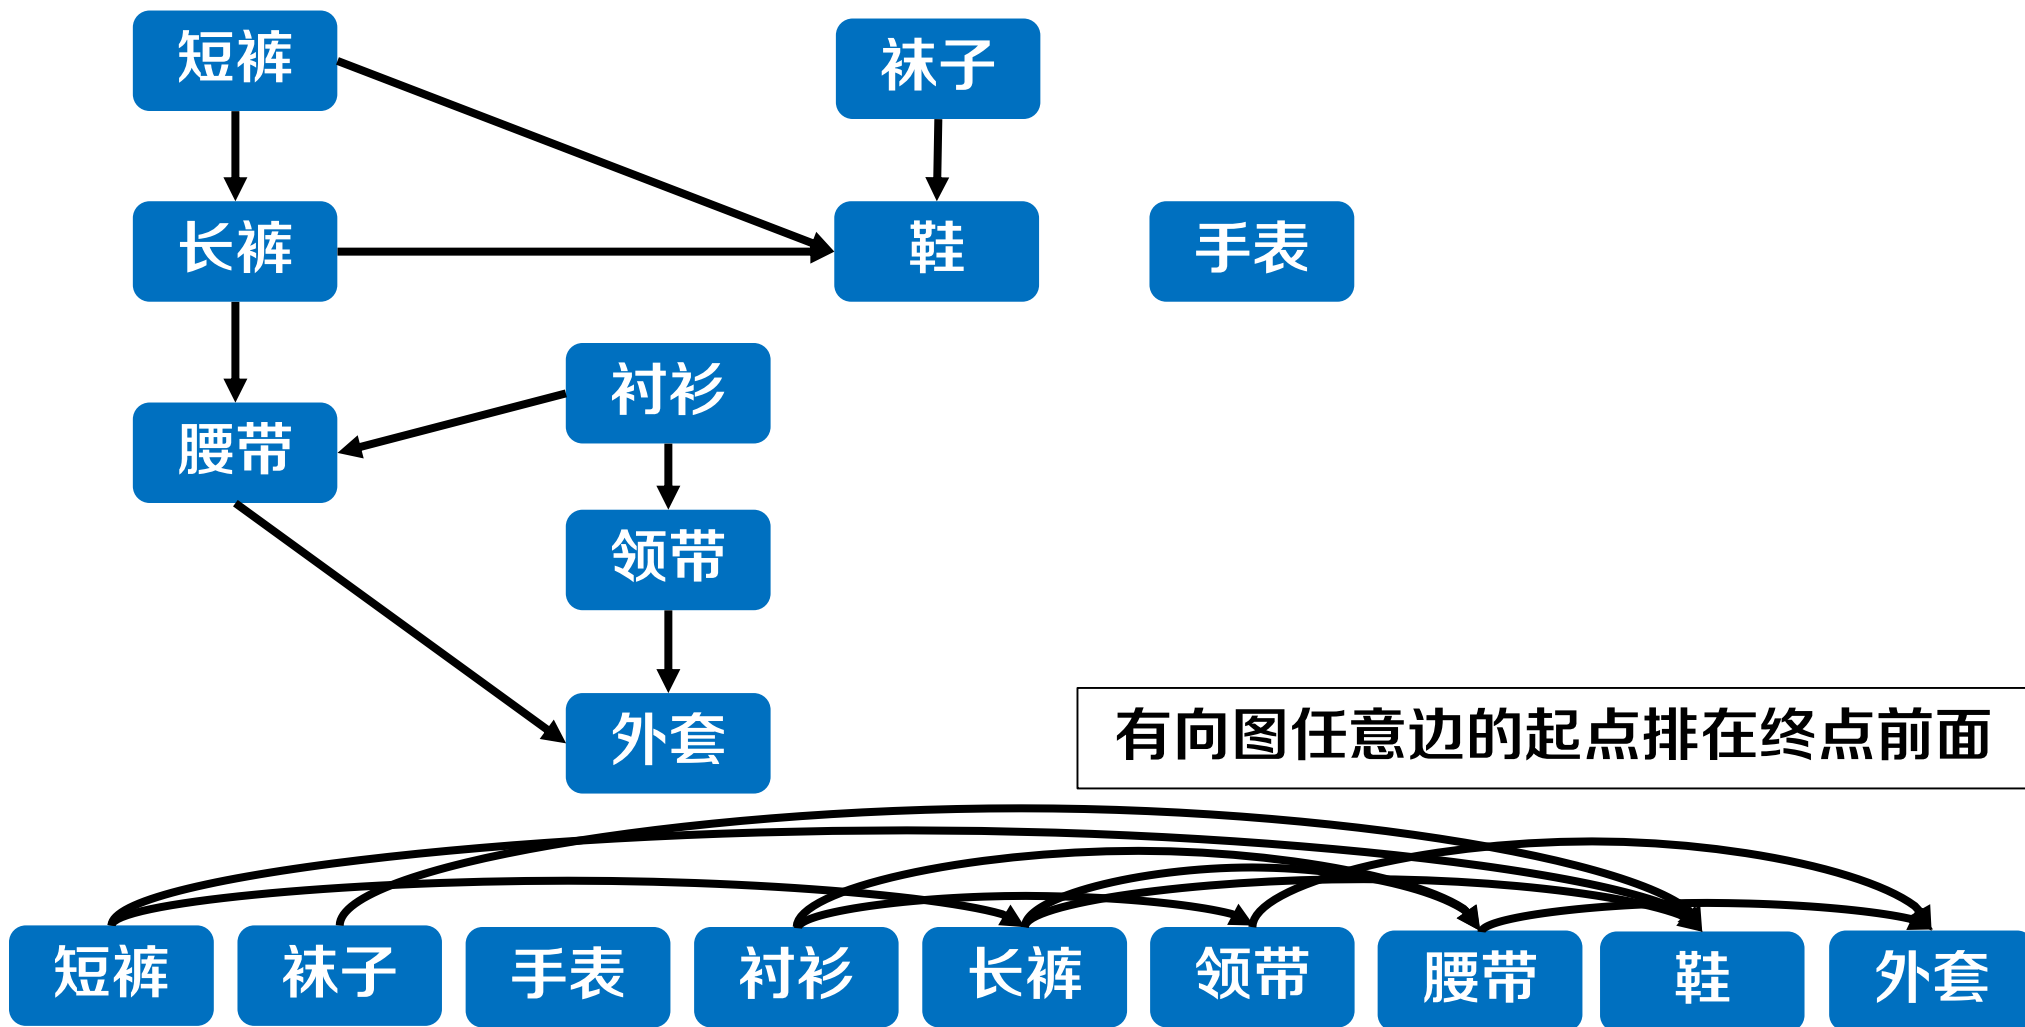 短裤
袜子
长裤
鞋
手表
衬衫
腰带
领带
外套
有向图任意边的起点排在终点前面
短裤
袜子
手表
衬衫
长裤
领带
腰带
鞋
外套